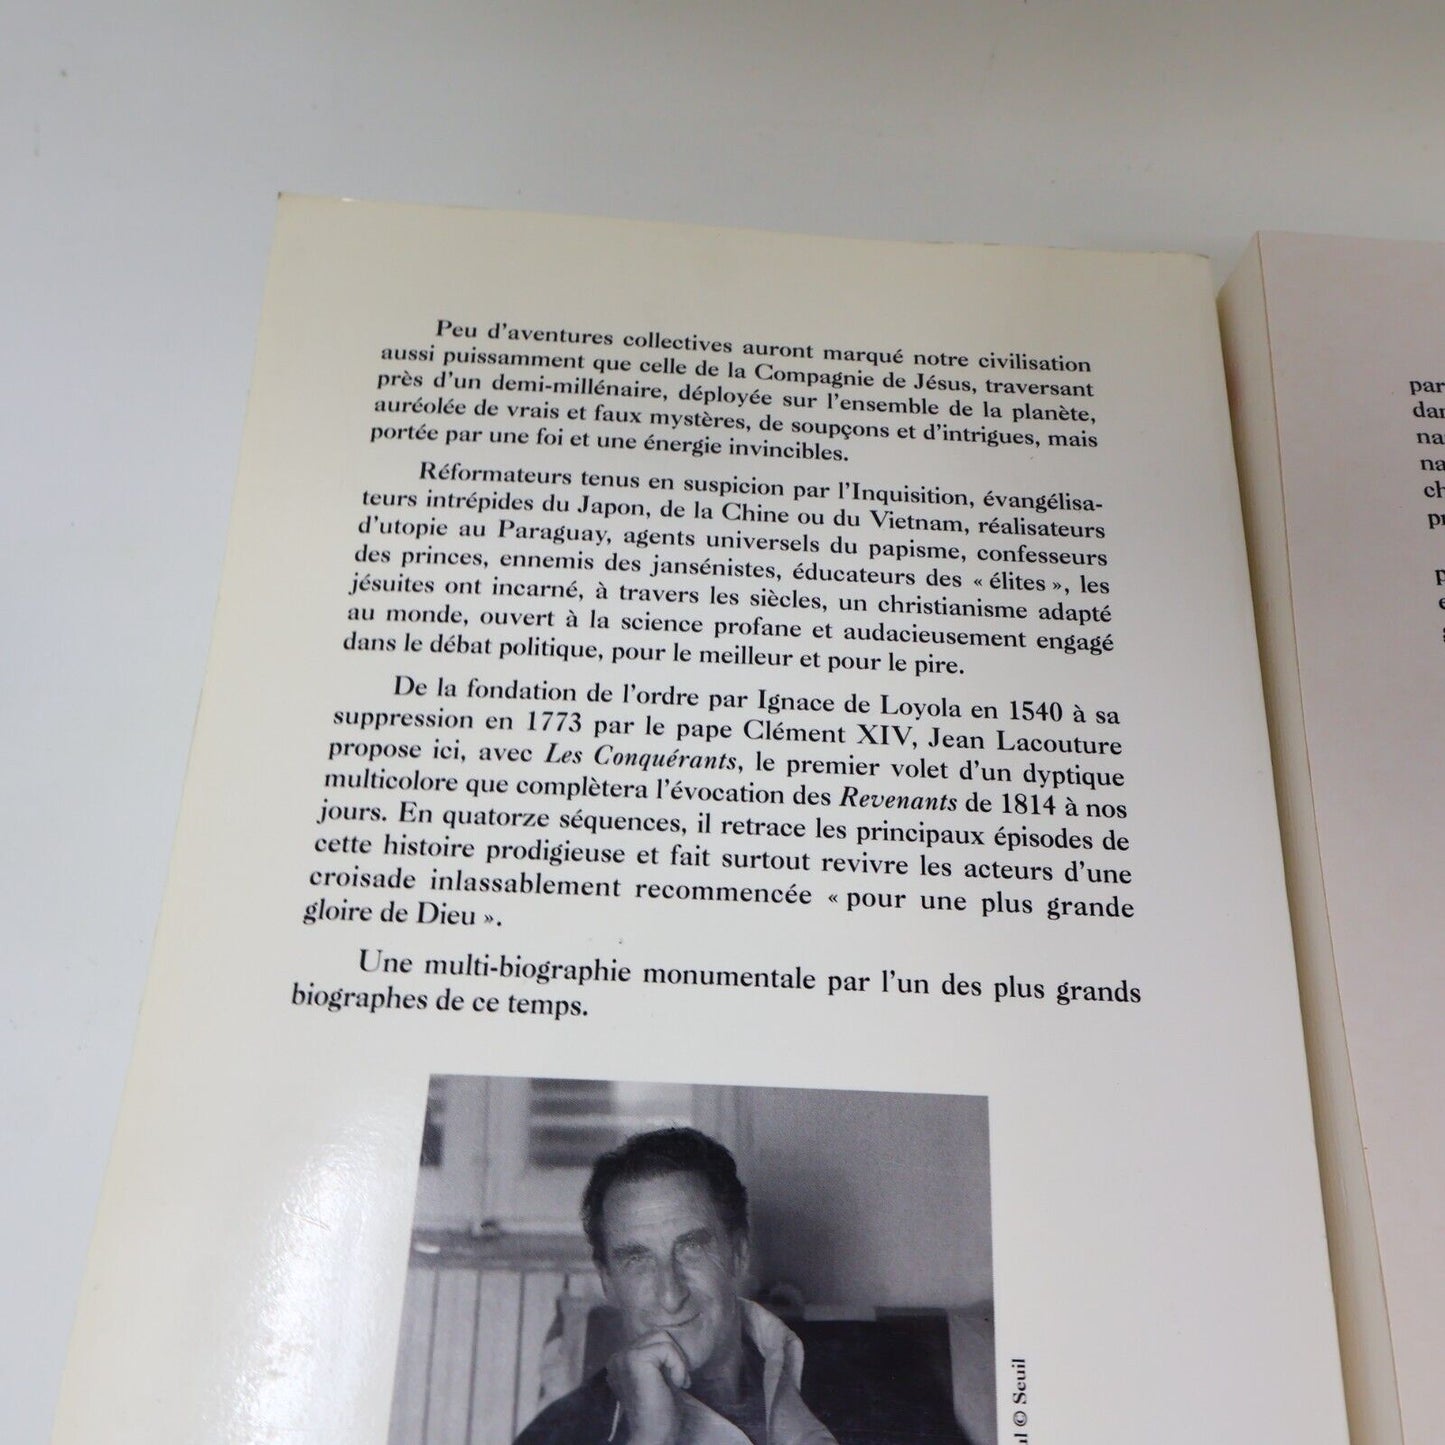 Peu d'aventures collectives auront marqué notre civilisation
aussi puissamment que celle de la Compagnie de Jésus, traversant
près d'un demi-millénaire, déployée sur l'ensemble de la planète,
auréolée de vrais et faux mystères, de soupçons et d'intrigues, mais
portée par une foi et une énergie invincibles.
Réformateurs tenus en suspicion par l'Inquisition, évangélisa-
teurs intrépides du Japon, de la Chine ou du Vietnam, réalisateurs
d'utopie au Paraguay, agents universels du papisme, confesseurs
des princes, ennemis des jansénistes, éducateurs des « élites », les
jésuites ont incarné, à travers les siècles, un christianisme adapté
au monde, ouvert à la science profane et audacieusement engagé
dans le débat politique, pour le meilleur et pour le pire.
De la fondation de l'ordre par Ignace de Loyola en 1540 à sa
suppression en 1773 par le pape Clément XIV, Jean Lacouture
propose ici, avec Les Conquérants, le premier volet d'un dyptique
multicolore que complètera l'évocation des Revenants de 1814 à nos
jours. En quatorze séquences, il retrace les principaux épisodes de
cette histoire prodigieuse et fait surtout revivre les acteurs d'une
croisade inlassablement recommencée « pour une plus grande
gloire de Dieu ».
Une multi-biographie monumentale par l'un des plus grands
biographes de ce temps.
© Seuil
par